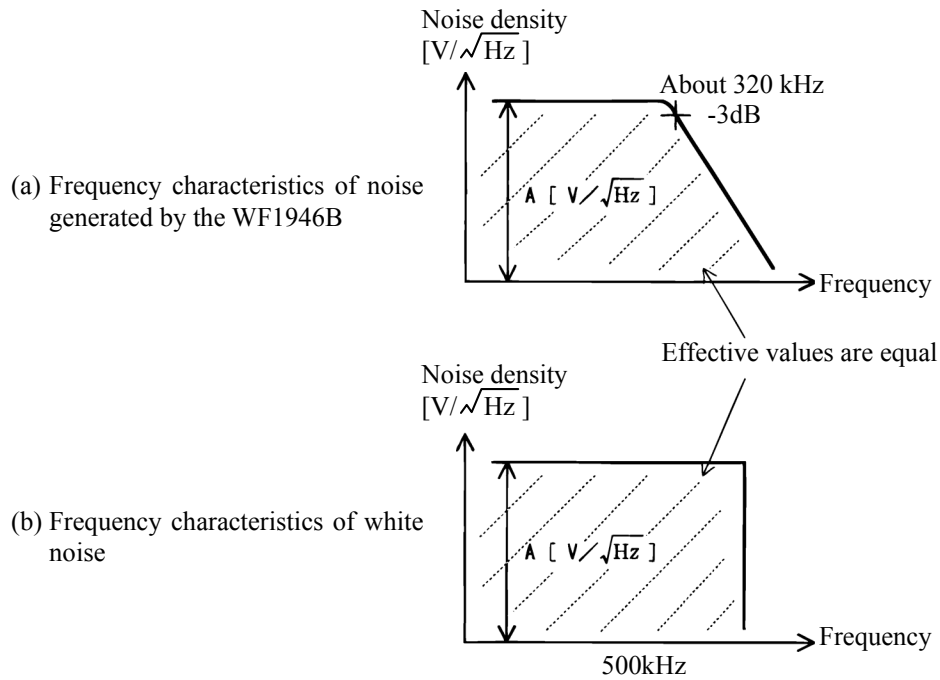 Noise density
[V/√Hz ]
About 320 kHz
-3dB
(a) Frequency characteristics of noise
generated by the WF1946B
A [ V/√Hz ]
Frequency
Effective values are equal
Noise density
[V/√Hz ]
(b) Frequency characteristics of white
noise
A [ V/√Hz ]
Frequency
500kHz